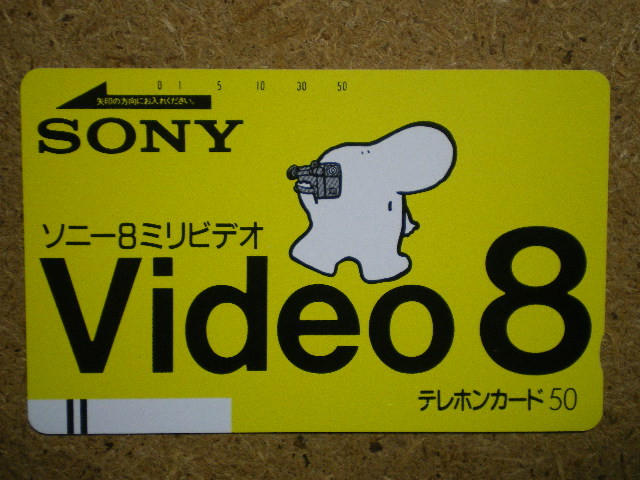 0 1 5 10 30 50
矢印の方向にお入れください。
SONY
ソニー8ミリビデオ
Video 8
テレホンカード50